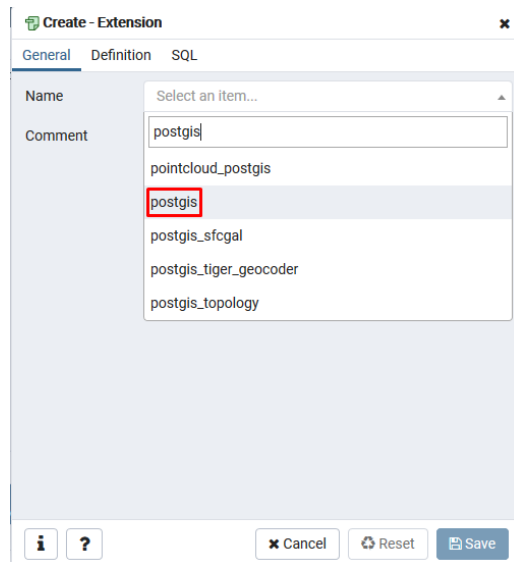 Create - Extension
General Definition SQL
Name Select an item...
Comment postgis
pointcloud_postgis
postgis
postgis_sfcgal
postgis_tiger_geocoder
postgis_topology
i ? Cancel Reset Save